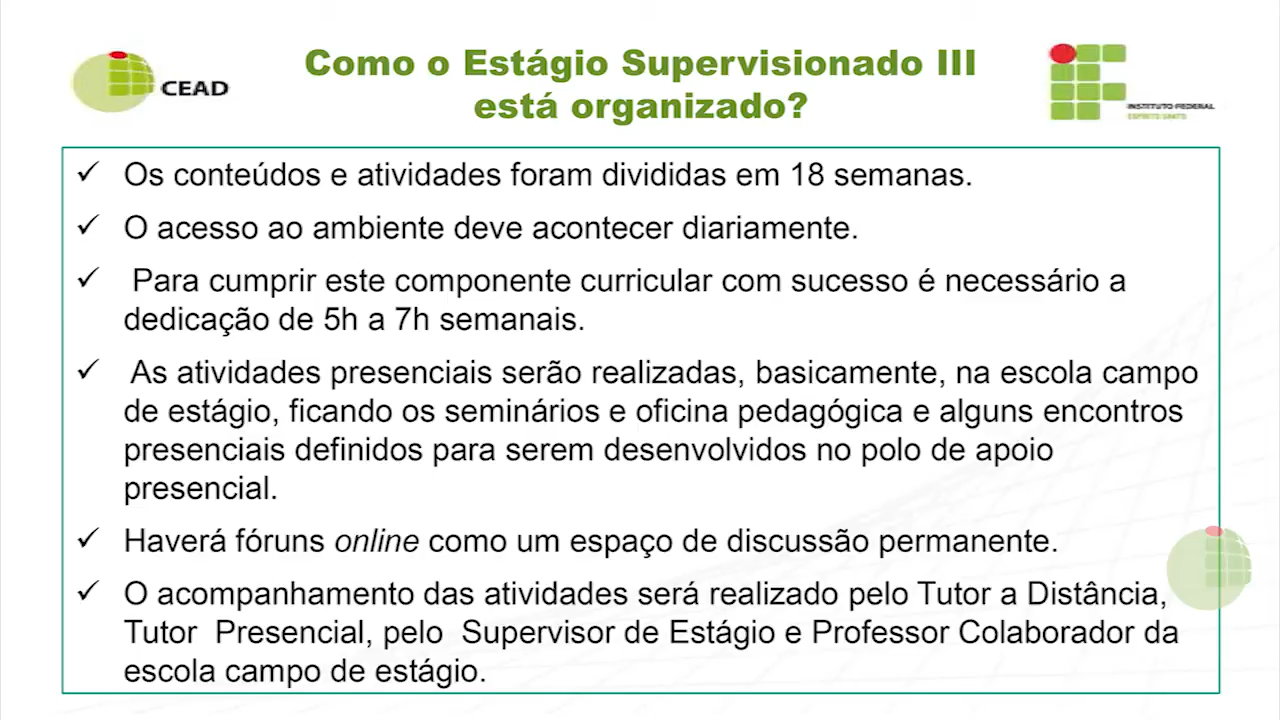 Como o Estágio Supervisionado III
está organizado?
CEAD
INSTITUTO FEDERAL
ESPÍRITO SANTO
✓ Os conteúdos e atividades foram divididas em 18 semanas.
✓ O acesso ao ambiente deve acontecer diariamente.
✓ Para cumprir este componente curricular com sucesso é necessário a
dedicação de 5h a 7h semanais.
✓ As atividades presenciais serão realizadas, basicamente, na escola campo
de estágio, ficando os seminários e oficina pedagógica e alguns encontros
presenciais definidos para serem desenvolvidos no polo de apoio
presencial.
✓ Haverá fóruns online como um espaço de discussão permanente.
✓ O acompanhamento das atividades será realizado pelo Tutor a Distância,
Tutor Presencial, pelo Supervisor de Estágio e Professor Colaborador da
escola campo de estágio.